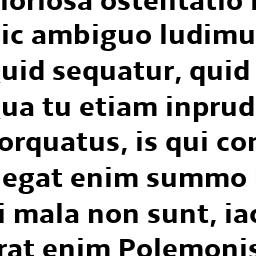 loriosa ostentatio
ic ambiguo ludimu
uid sequatur, quid
ua tu etiam inprud
orquatus, is qui con
egat enim summo
i mala non sunt, iac
rat enim Polemonis